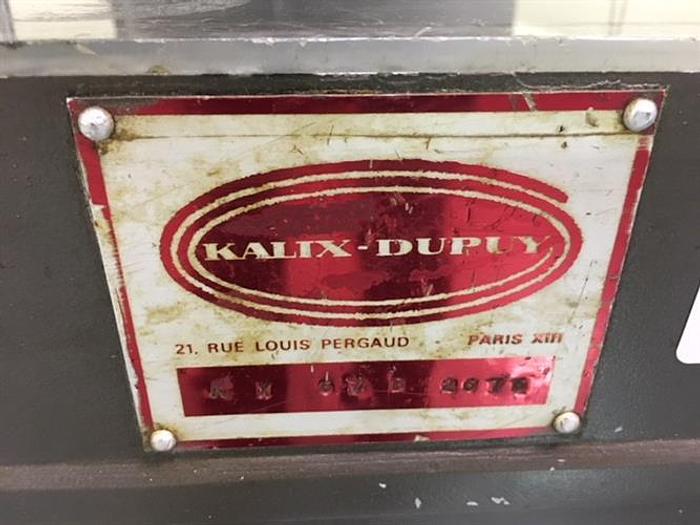 KALIX-DUPUY
21, RUE LOUIS PERGAUD PARIS XIII